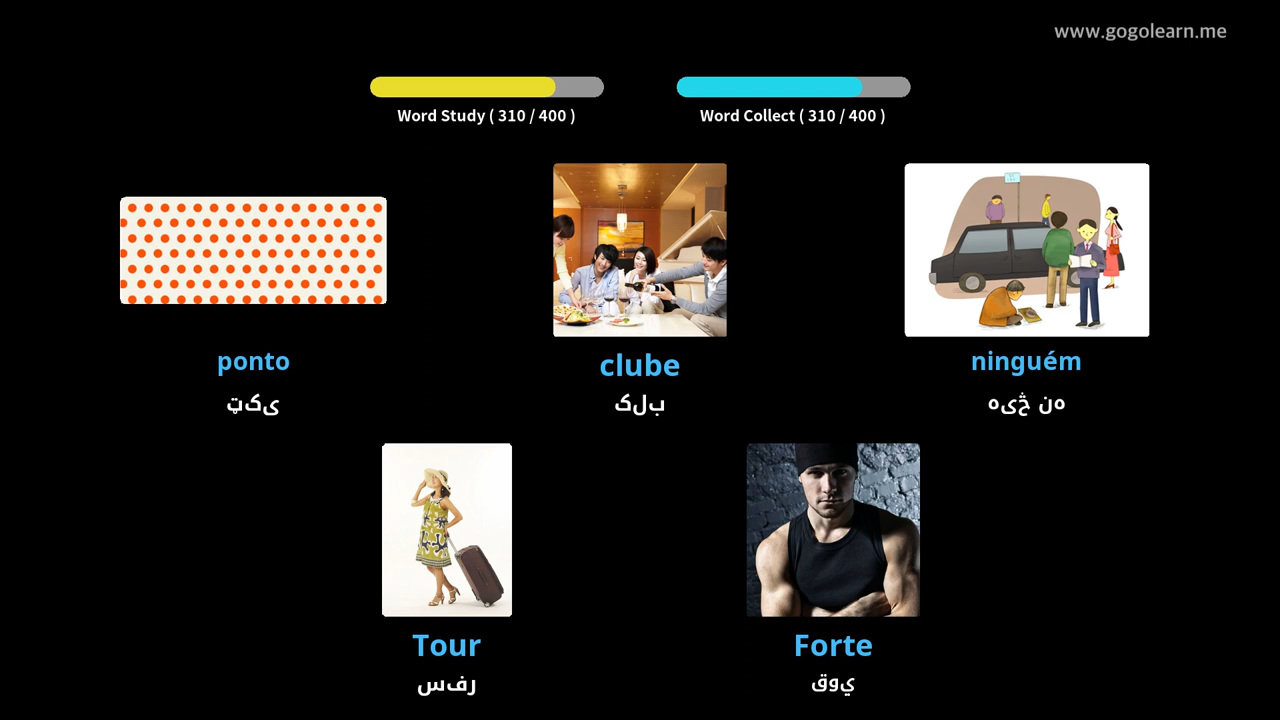 www.gogolearn.me
Word Study ( 310 / 400 )
Word Collect ( 310 / 400 )
ponto
یکټ
clube
بلک
ninguém
هن څیه
Tour
رفس
Forte
يوق